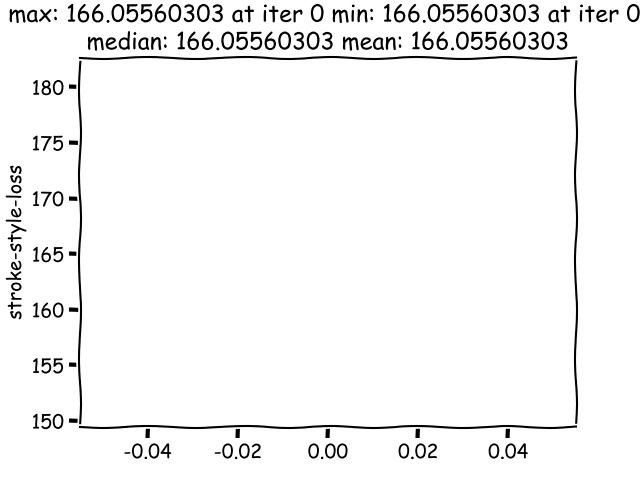 max: 166.05560303 at iter 0 min: 166.05560303 at iter 0
median: 166.05560303 mean: 166.05560303
180
175
170
165
160
155
150
stroke-style-loss
-0.04 -0.02 0.00 0.02 0.04